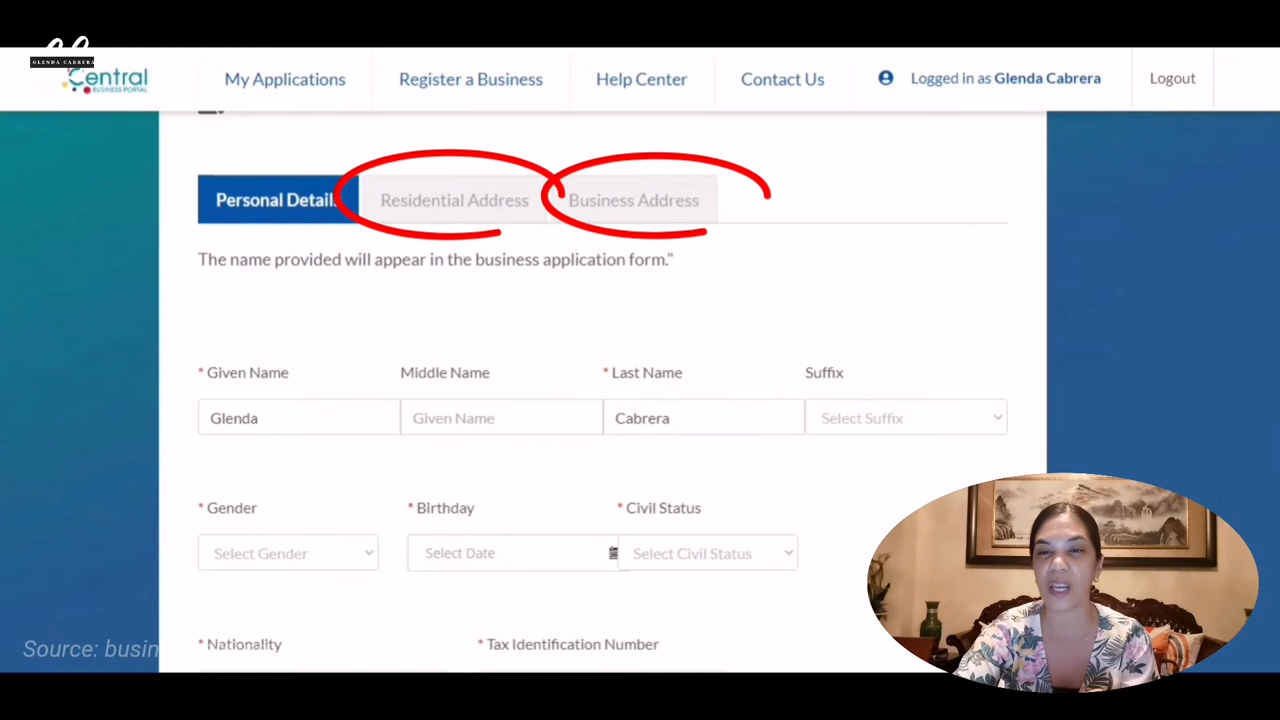 GLENDA CABRERA
Central
BUSINESS PORTAL
My Applications
Register a Business
Help Center
Contact Us
Logged in as Glenda Cabrera
Logout
Personal Detail
Residential Address
Business Address
The name provided will appear in the business application form."
* Given Name
Middle Name
* Last Name
Suffix
Glenda
Given Name
Cabrera
Select Suffix
* Gender
* Birthday
* Civil Status
Select Gender
Select Date
Select Civil Status
* Nationality
* Tax Identification Number
Source: busin